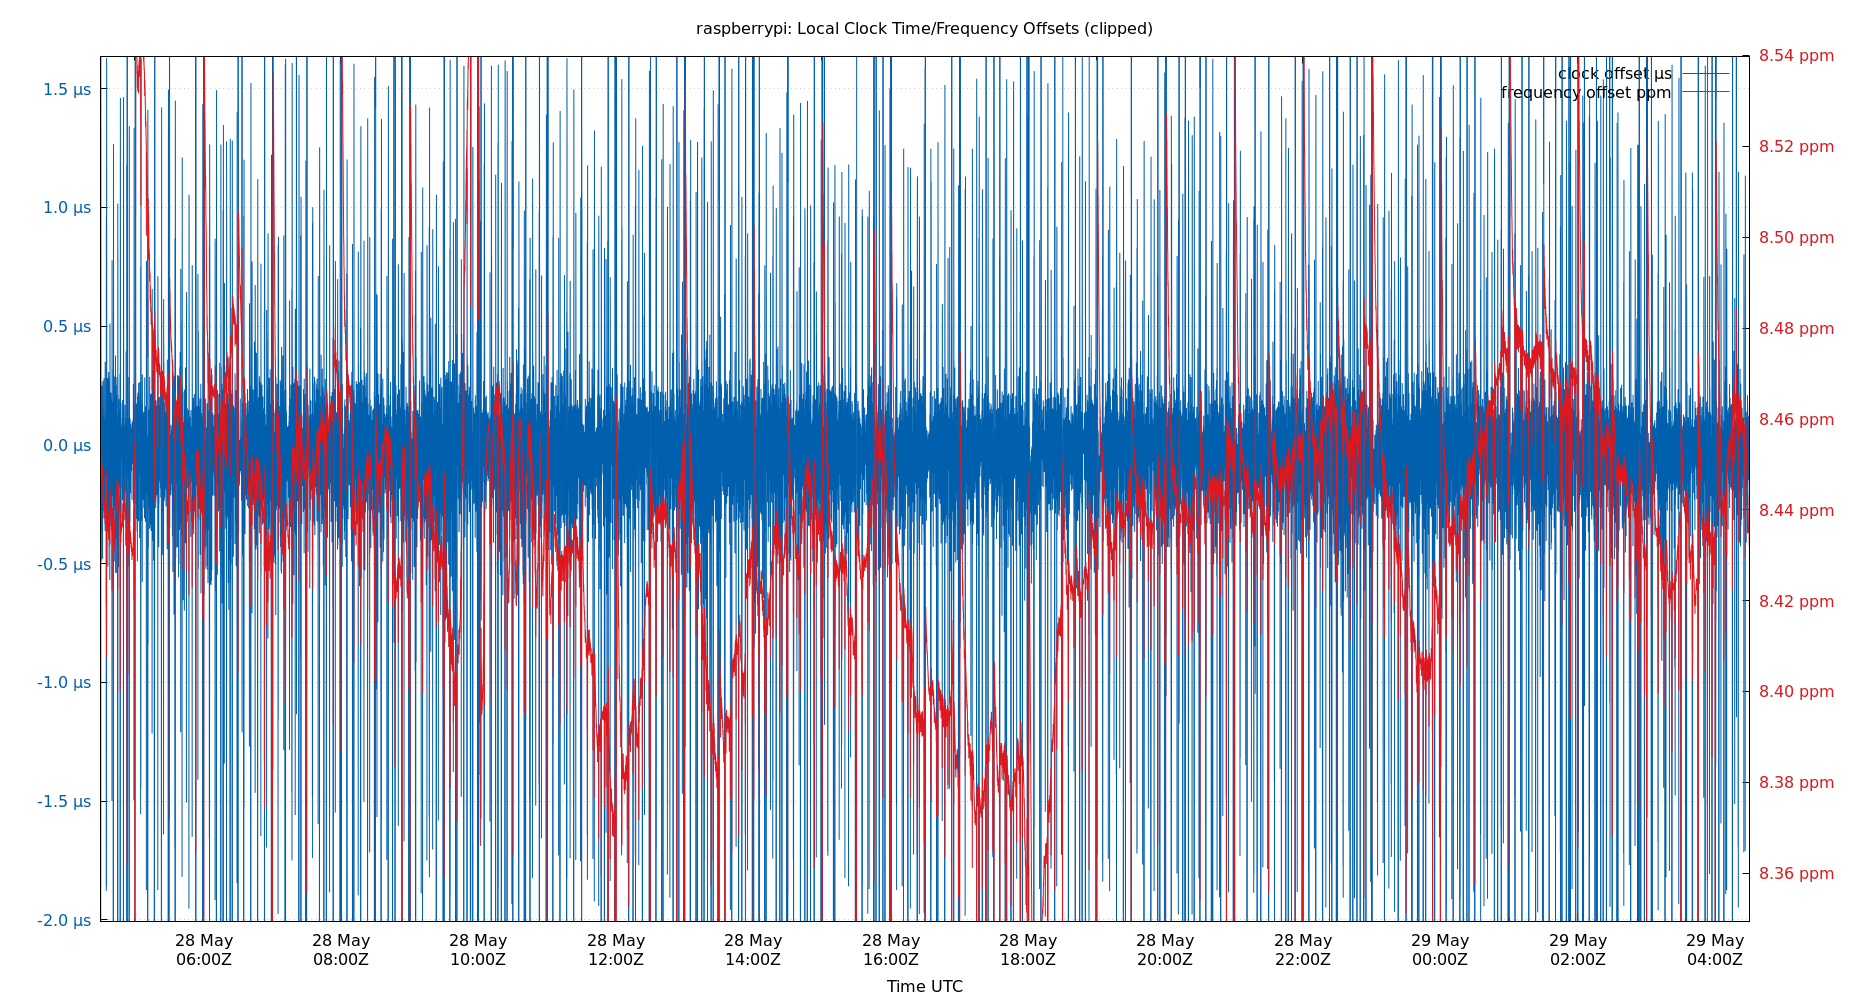 raspberrypi: Local Clock Time/Frequency Offsets (clipped)
clock offset µs
frequency offset ppm
1.5 µs
1.0 µs
0.5 µs
0.0 µs
-0.5 µs
-1.0 µs
-1.5 µs
-2.0 µs
8.54 ppm
8.52 ppm
8.50 ppm
8.48 ppm
8.46 ppm
8.44 ppm
8.42 ppm
8.40 ppm
8.38 ppm
8.36 ppm
28 May
06:00Z
28 May
08:00Z
28 May
10:00Z
28 May
12:00Z
28 May
14:00Z
28 May
16:00Z
28 May
18:00Z
28 May
20:00Z
28 May
22:00Z
29 May
00:00Z
29 May
02:00Z
29 May
04:00Z
Time UTC